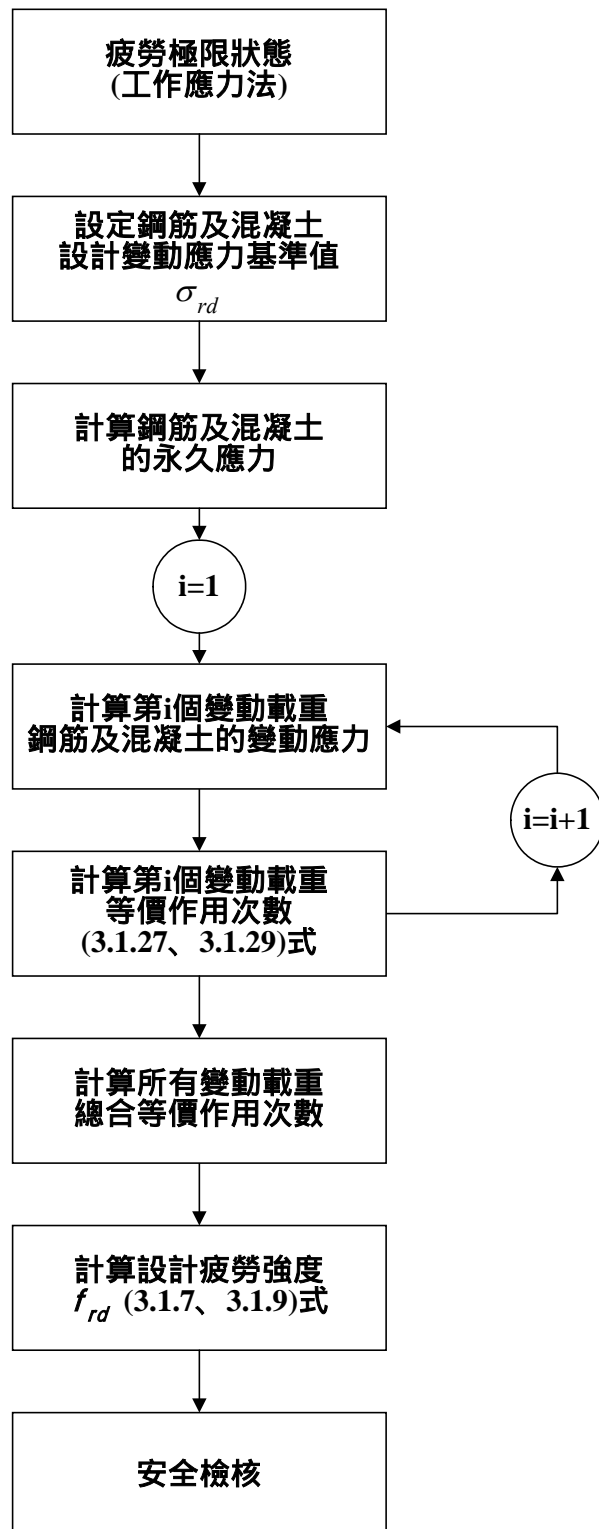 疲勞極限狀態
(工作應力法)
設定鋼筋及混凝土
設計變動應力基準值
σrd
計算鋼筋及混凝土
的永久應力
i=1
計算第i個變動載重
鋼筋及混凝土的變動應力
i=i+1
計算第i個變動載重
等價作用次數
(3.1.27、3.1.29)式
計算所有變動載重
總合等價作用次數
計算設計疲勞強度
frd (3.1.7、3.1.9)式
安全檢核